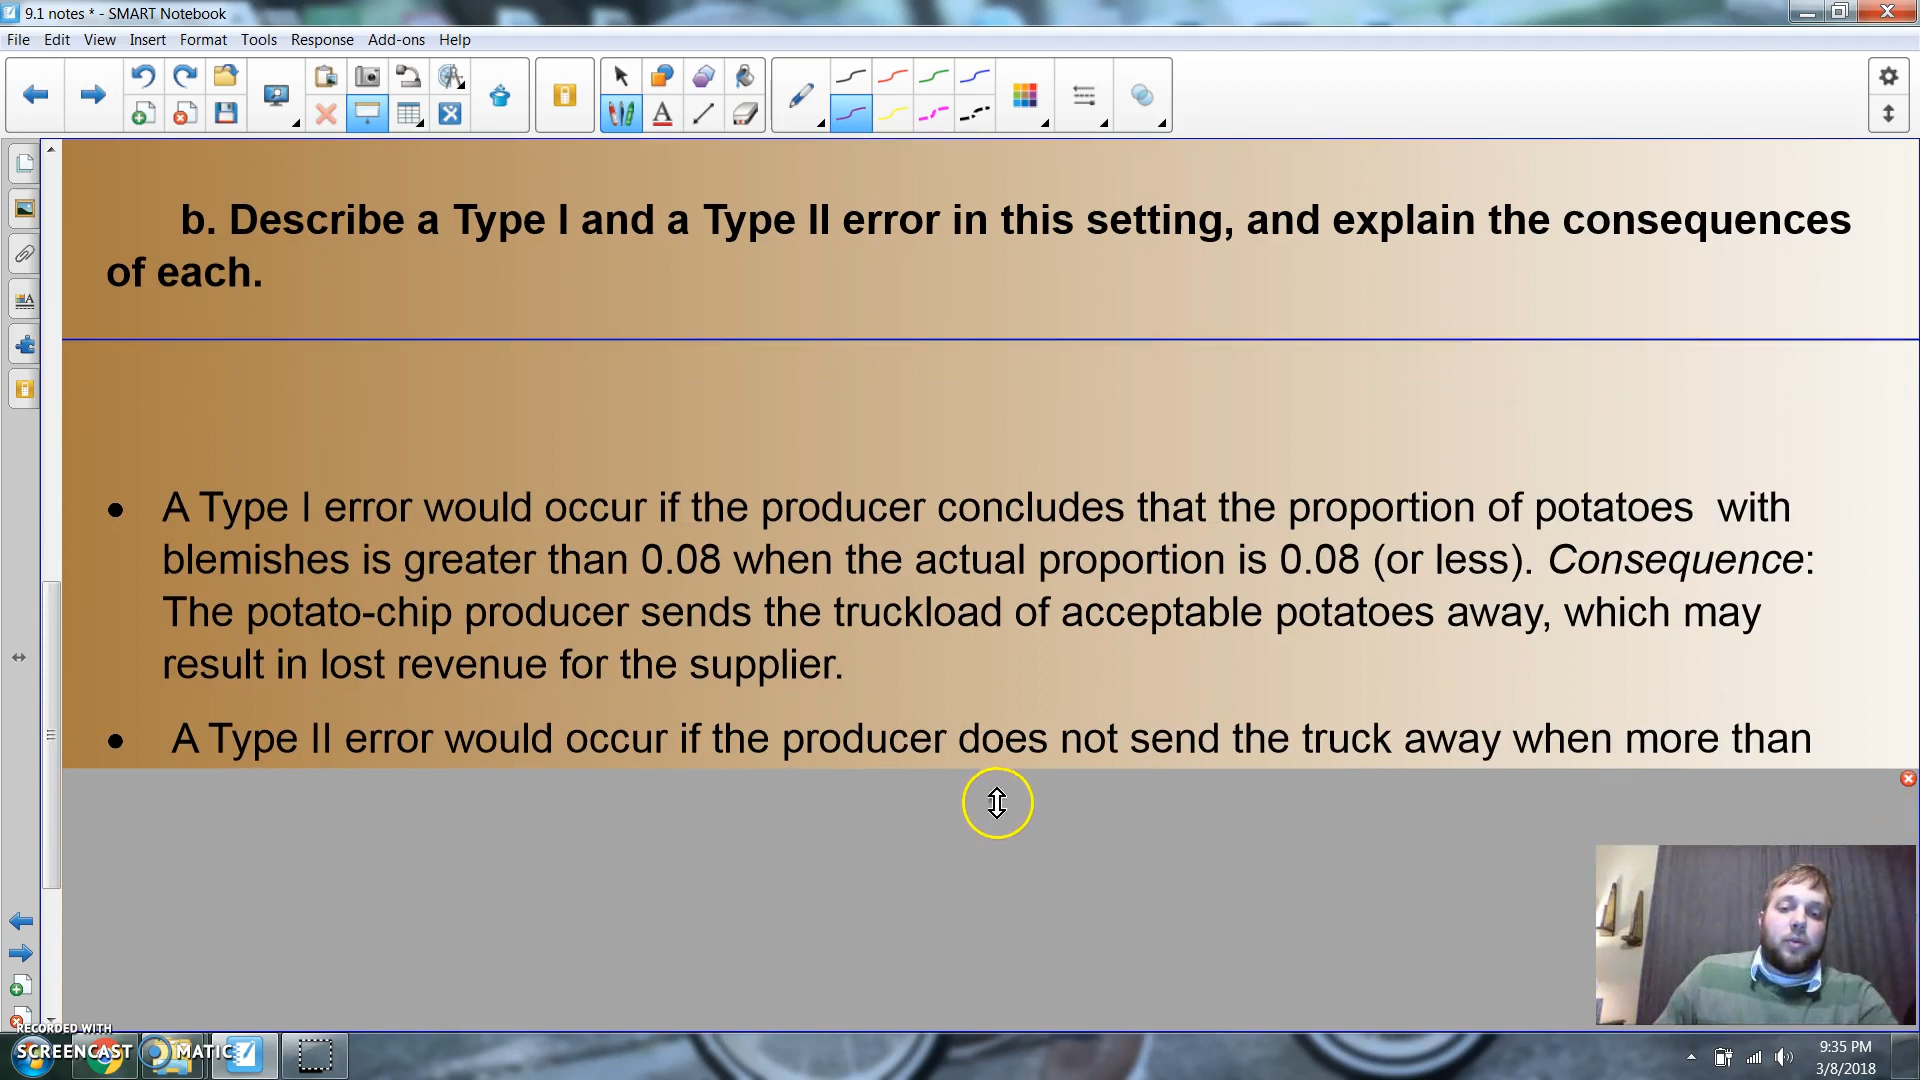 9.1 notes * - SMART Notebook
File Edit View Insert Format Tools Response Add-ons Help
b. Describe a Type I and a Type II error in this setting, and explain the consequences
of each.
• A Type I error would occur if the producer concludes that the proportion of potatoes with
blemishes is greater than 0.08 when the actual proportion is 0.08 (or less). Consequence:
The potato-chip producer sends the truckload of acceptable potatoes away, which may
result in lost revenue for the supplier.
• A Type II error would occur if the producer does not send the truck away when more than
RECORDED WITH
SCREENCAST MATIC
9:35 PM
3/8/2018